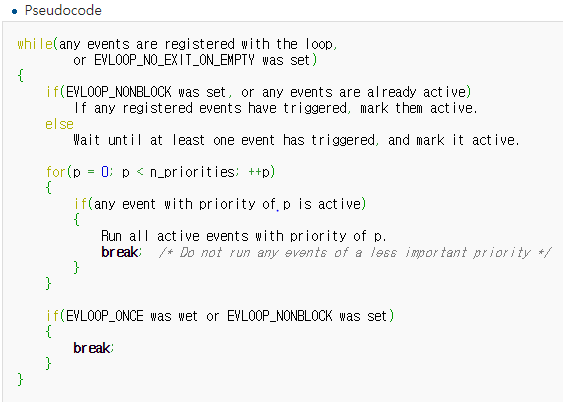 • Pseudocode
while(any events are registered with the loop,
        or EVLOOP_NO_EXIT_ON_EMPTY was set)
{
    if(EVLOOP_NONBLOCK was set, or any events are already active)
        If any registered events have triggered, mark them active.
    else
        Wait until at least one event has triggered, and mark it active.
    for(p = 0; p < n_priorities; ++p)
    {
        if(any event with priority of p is active)
        {
            Run all active events with priority of p.
            break;  /* Do not run any events of a less important priority */
        }
    }
    if(EVLOOP_ONCE was wet or EVLOOP_NONBLOCK was set)
    {
        break;
    }
}